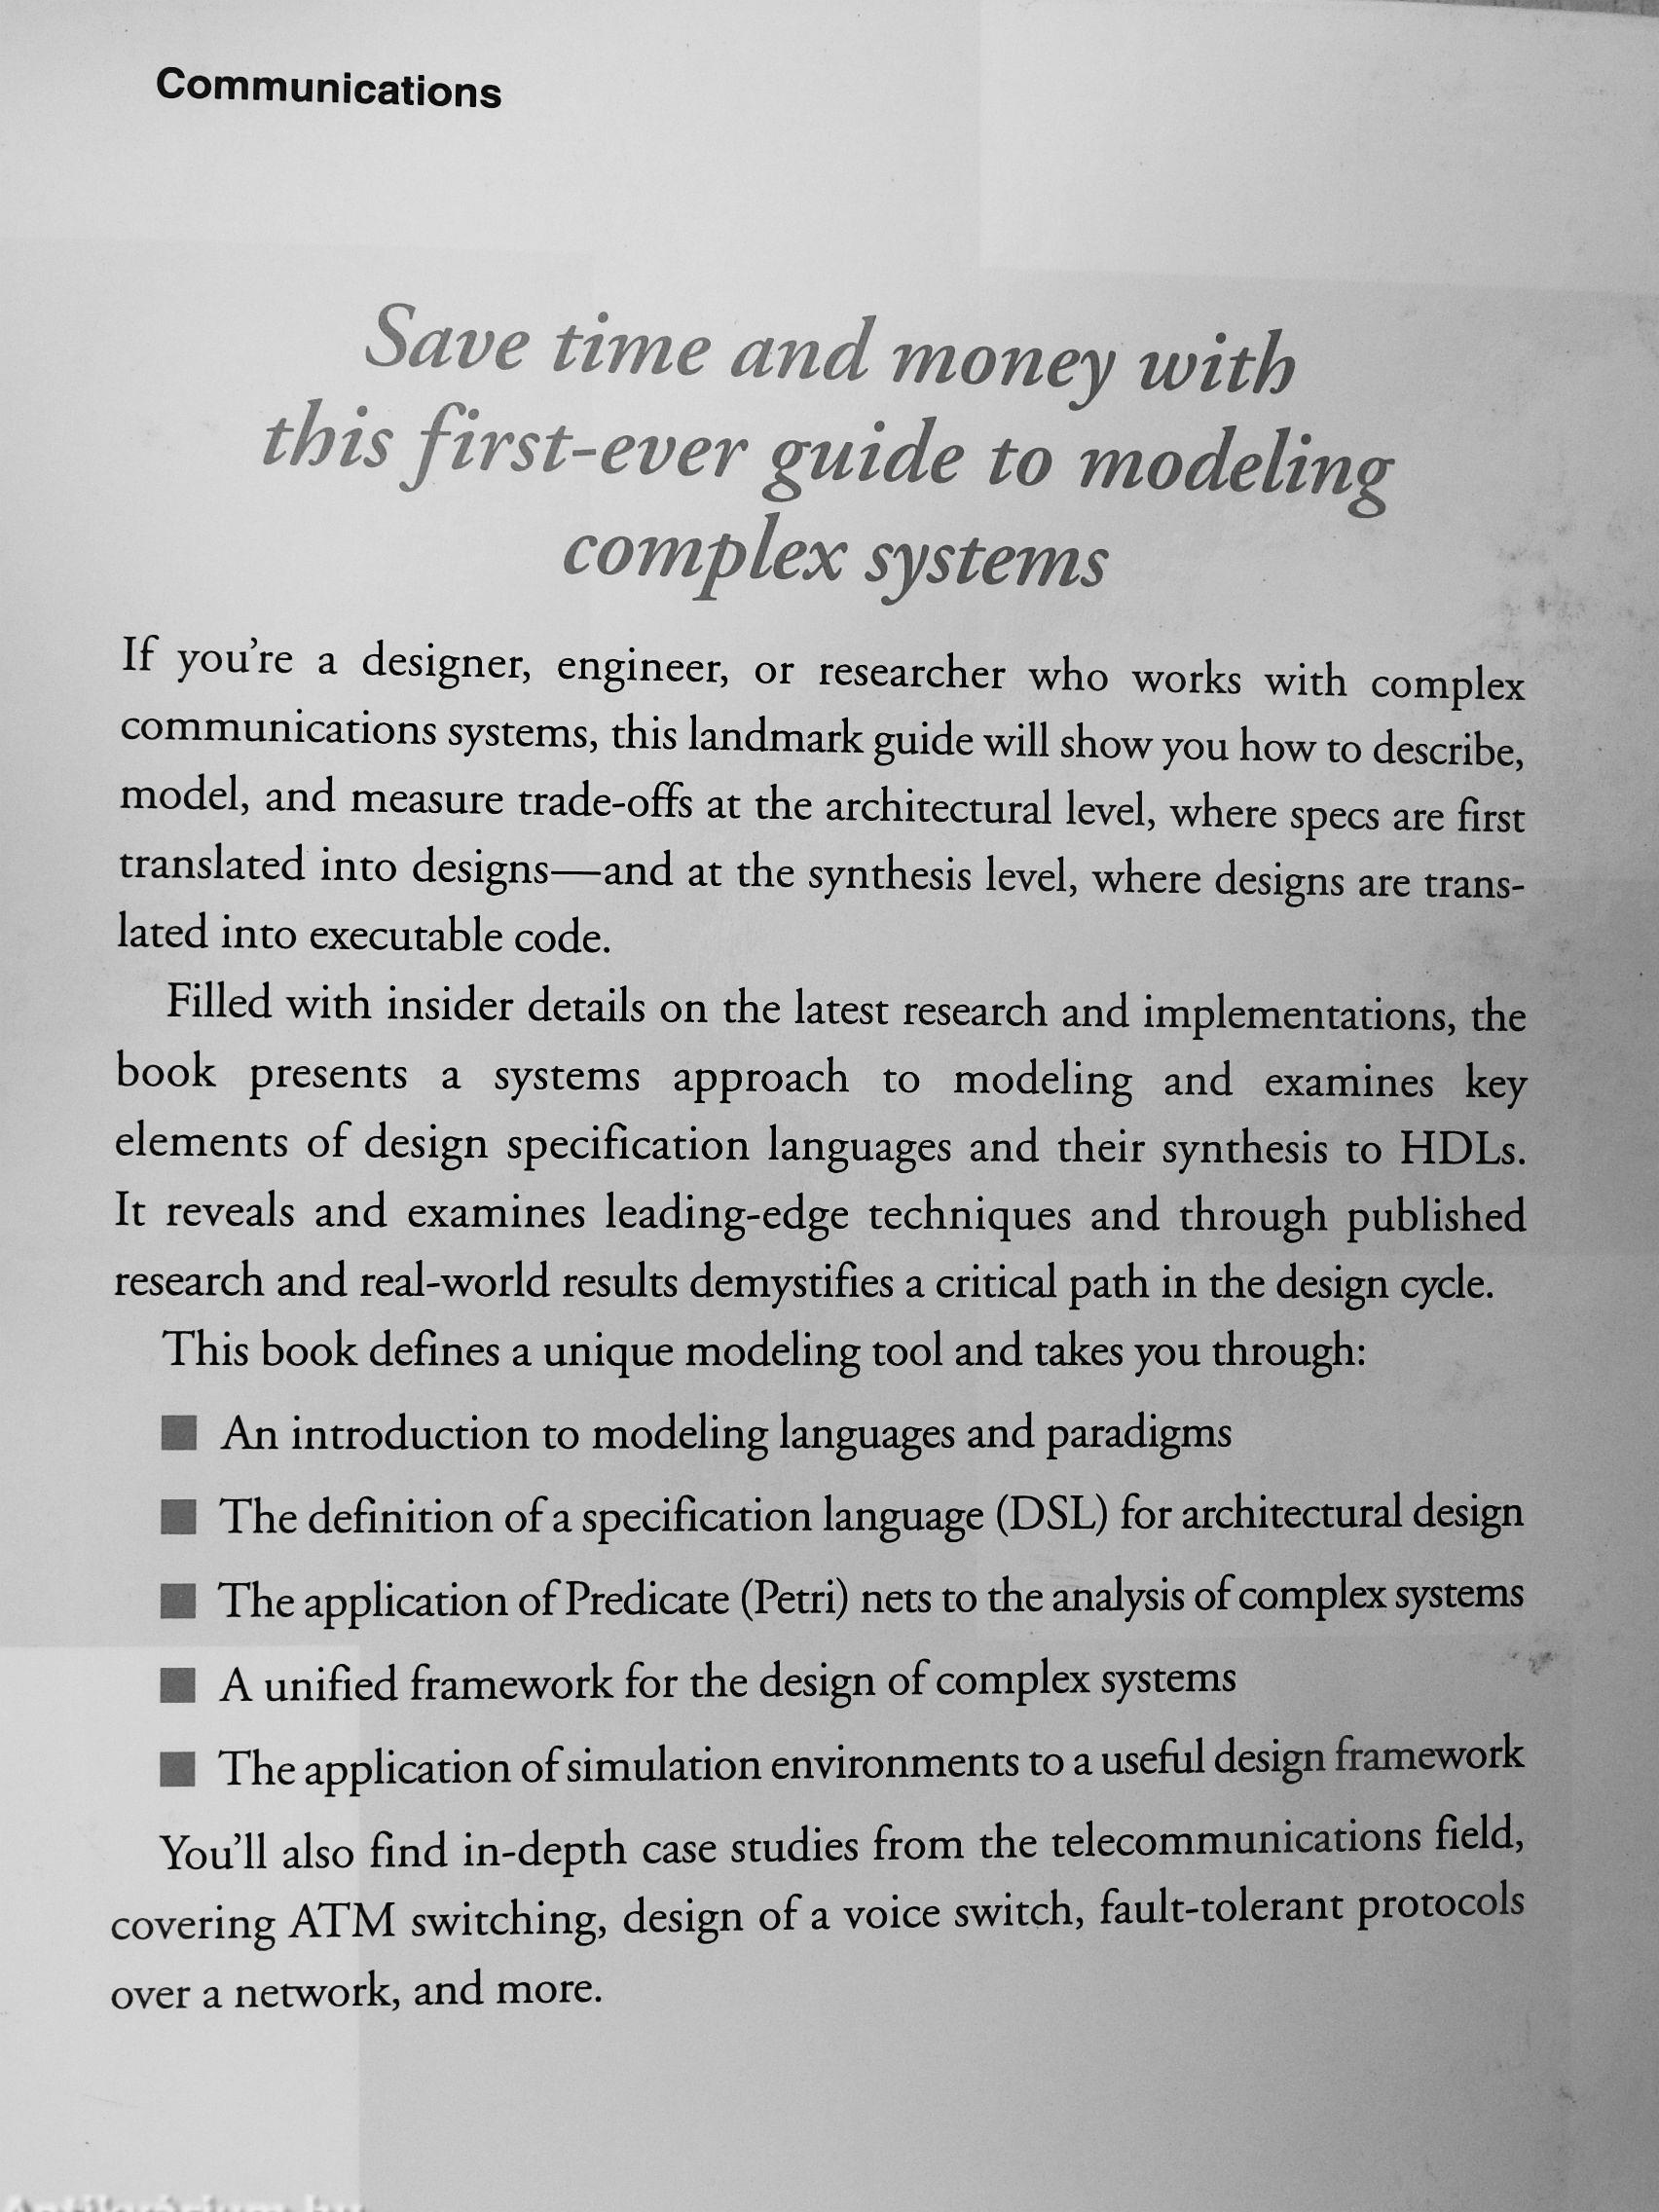 Communications
Save time and money with
this first-ever guide to modeling
complex systems
If you're a designer, engineer, or researcher who works with complex
communications systems, this landmark guide will show you how to describe,
model, and measure trade-offs at the architectural level, where specs are first
translated into designs—and at the synthesis level, where designs are trans-
lated into executable code.
Filled with insider details on the latest research and implementations, the
book presents a systems approach to modeling and examines key
elements of design specification languages and their synthesis to HDLs.
It reveals and examines leading-edge techniques and through published
research and real-world results demystifies a critical path in the design cycle.
This book defines a unique modeling tool and takes you through:
■ An introduction to modeling languages and paradigms
■ The definition of a specification language (DSL) for architectural design
■ The application of Predicate (Petri) nets to the analysis of complex systems
■ A unified framework for the design of complex systems
■ The application of simulation environments to a useful design framework
You'll also find in-depth case studies from the telecommunications field,
covering ATM switching, design of a voice switch, fault-tolerant protocols
over a network, and more.